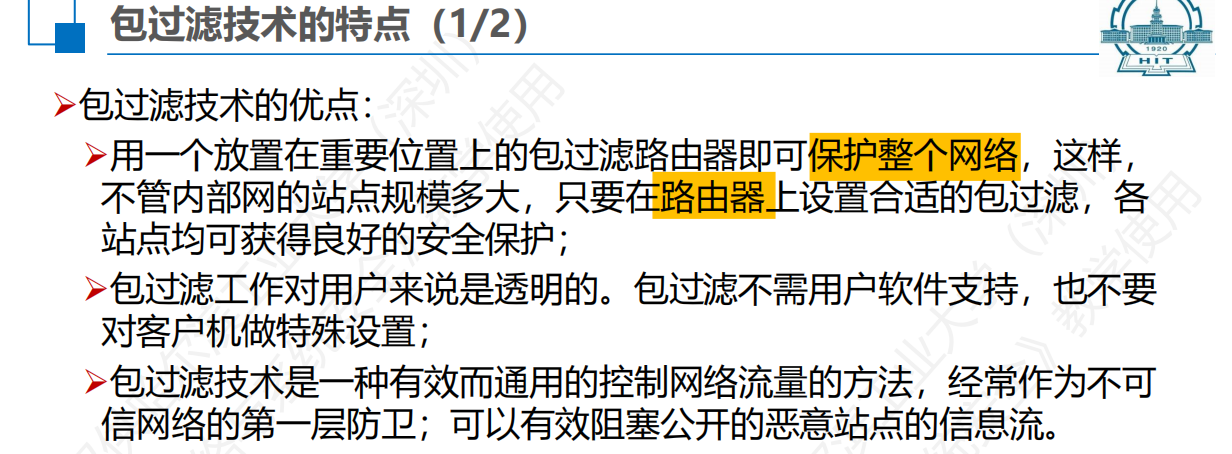 包过滤技术的特点（1/2）
1920
HIT
包过滤技术的优点：
用一个放置在重要位置上的包过滤路由器即可保护整个网络，这样，
不管内部网的站点规模多大，只要在路由器上设置合适的包过滤，各
站点均可获得良好的安全保护；
包过滤工作对用户来说是透明的。包过滤不需用户软件支持，也不要
对客户机做特殊设置；
包过滤技术是一种有效而通用的控制网络流量的方法，经常作为不可
信网络的第一层防卫；可以有效阻塞公开的恶意站点的信息流。